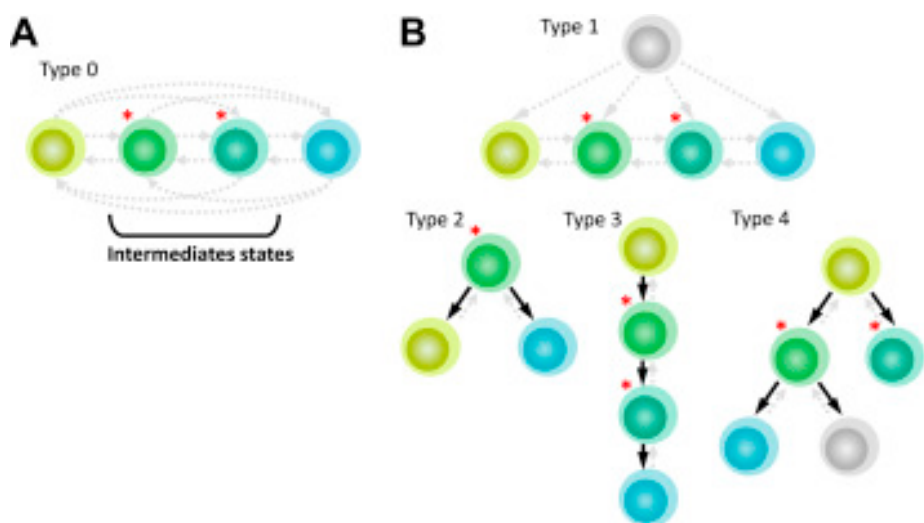 A
Type 0
*
*
Intermediates states
B
Type 1
*
*
Type 2
*
Type 3
*
*
Type 4
*
*